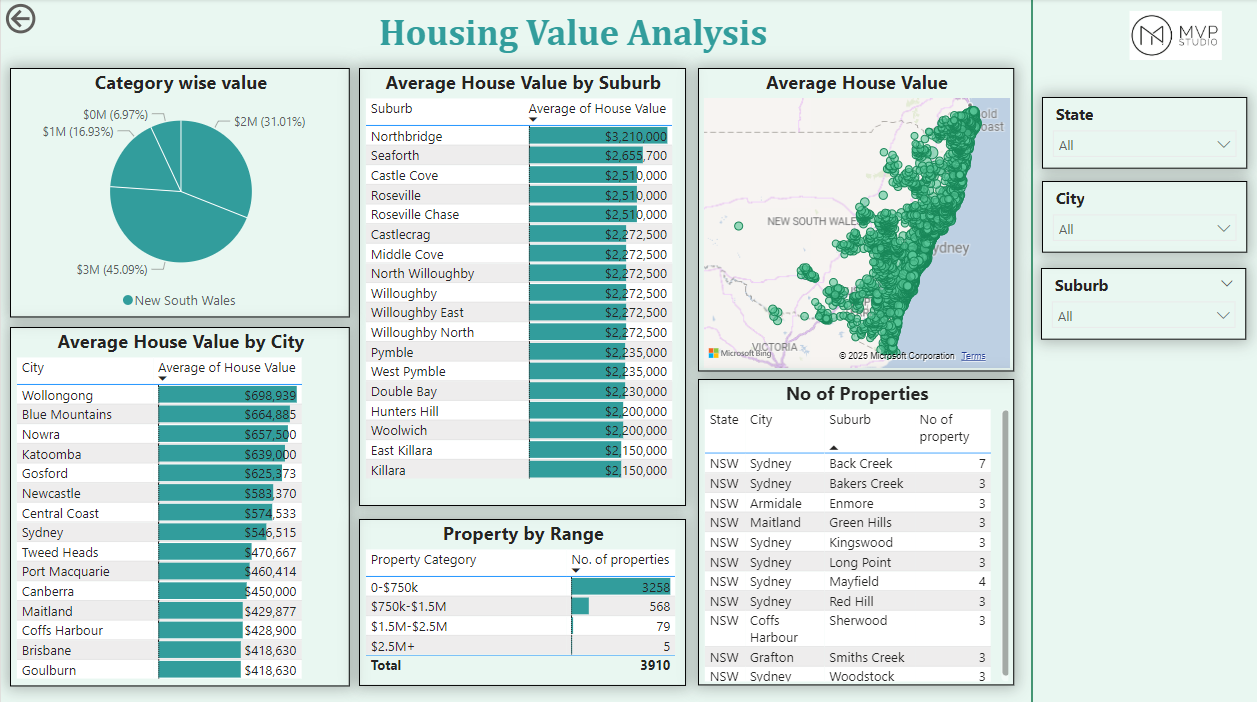 Housing Value Analysis
MVP
STUDIO
Category wise value
$0M (6.97%)
$1M (16.93%)
$2M (31.01%)
$3M (45.09%)
New South Wales
Average House Value by City
City Average of House Value
Wollongong $698,939
Blue Mountains $664,885
Nowra $657,500
Katoomba $639,000
Gosford $625,373
Newcastle $583,370
Central Coast $574,533
Sydney $546,515
Tweed Heads $470,667
Port Macquarie $460,414
Canberra $450,000
Maitland $429,877
Coffs Harbour $428,900
Brisbane $418,630
Goulburn $418,630
Average House Value by Suburb
Suburb Average of House Value
Northbridge $3,210,000
Seaforth $2,655,700
Castle Cove $2,510,000
Roseville $2,510,000
Roseville Chase $2,510,000
Castlecrag $2,272,500
Middle Cove $2,272,500
North Willoughby $2,272,500
Willoughby $2,272,500
Willoughby East $2,272,500
Willoughby North $2,272,500
Pymble $2,235,000
West Pymble $2,235,000
Double Bay $2,230,000
Hunters Hill $2,200,000
Woolwich $2,200,000
East Killara $2,150,000
Killara $2,150,000
Property by Range
Property Category No. of properties
0-$750k 3258
$750k-$1.5M 568
$1.5M-$2.5M 79
$2.5M+ 5
Total 3910
Average House Value
old
oast
NEW SOUTH WALE
ydney
VICTORIA
Microsoft Bing
© 2025 Microsoft Corporation Terms
No of Properties
State City Suburb No of
property
NSW Sydney Back Creek 7
NSW Sydney Bakers Creek 3
NSW Armidale Enmore 3
NSW Maitland Green Hills 3
NSW Sydney Kingswood 3
NSW Sydney Long Point 3
NSW Sydney Mayfield 4
NSW Sydney Red Hill 3
NSW Coffs Sherwood 3
Harbour
NSW Grafton Smiths Creek 3
NSW Sydney Woodstock 3
State
All
City
All
Suburb
All